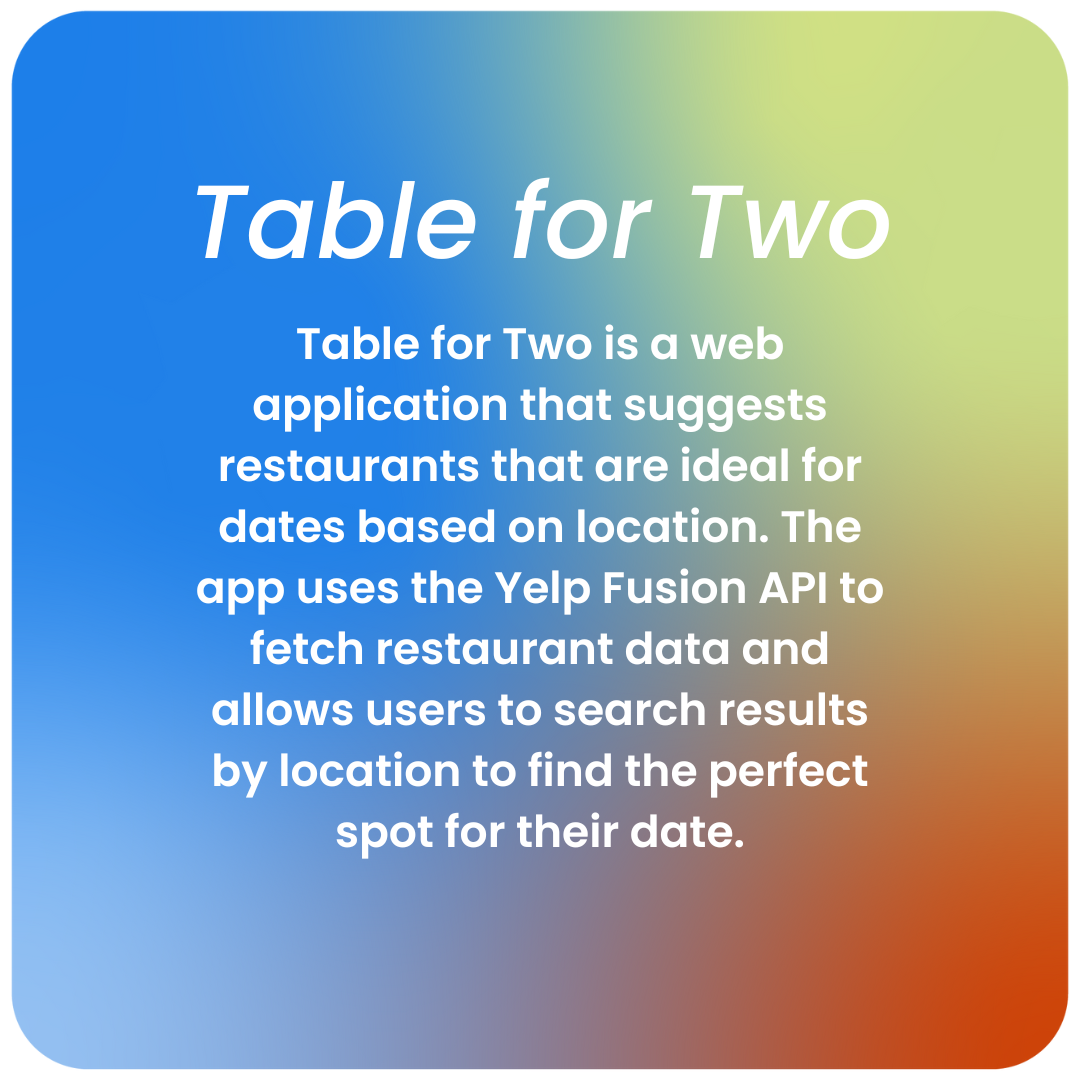 Table for Two
Table for Two is a web
application that suggests
restaurants that are ideal for
dates based on location. The
app uses the Yelp Fusion API to
fetch restaurant data and
allows users to search results
by location to find the perfect
spot for their date.